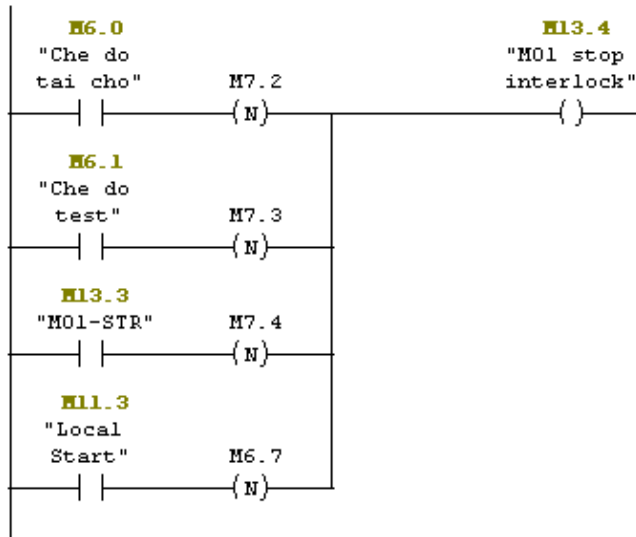 M6.0
"Che do
tai cho"
M7.2
(N)
M13.4
"M01 stop
interlock"
( )
M6.1
"Che do
test"
M7.3
(N)
M13.3
"M01-STR"
M7.4
(N)
M11.3
"Local
Start"
M6.7
(N)